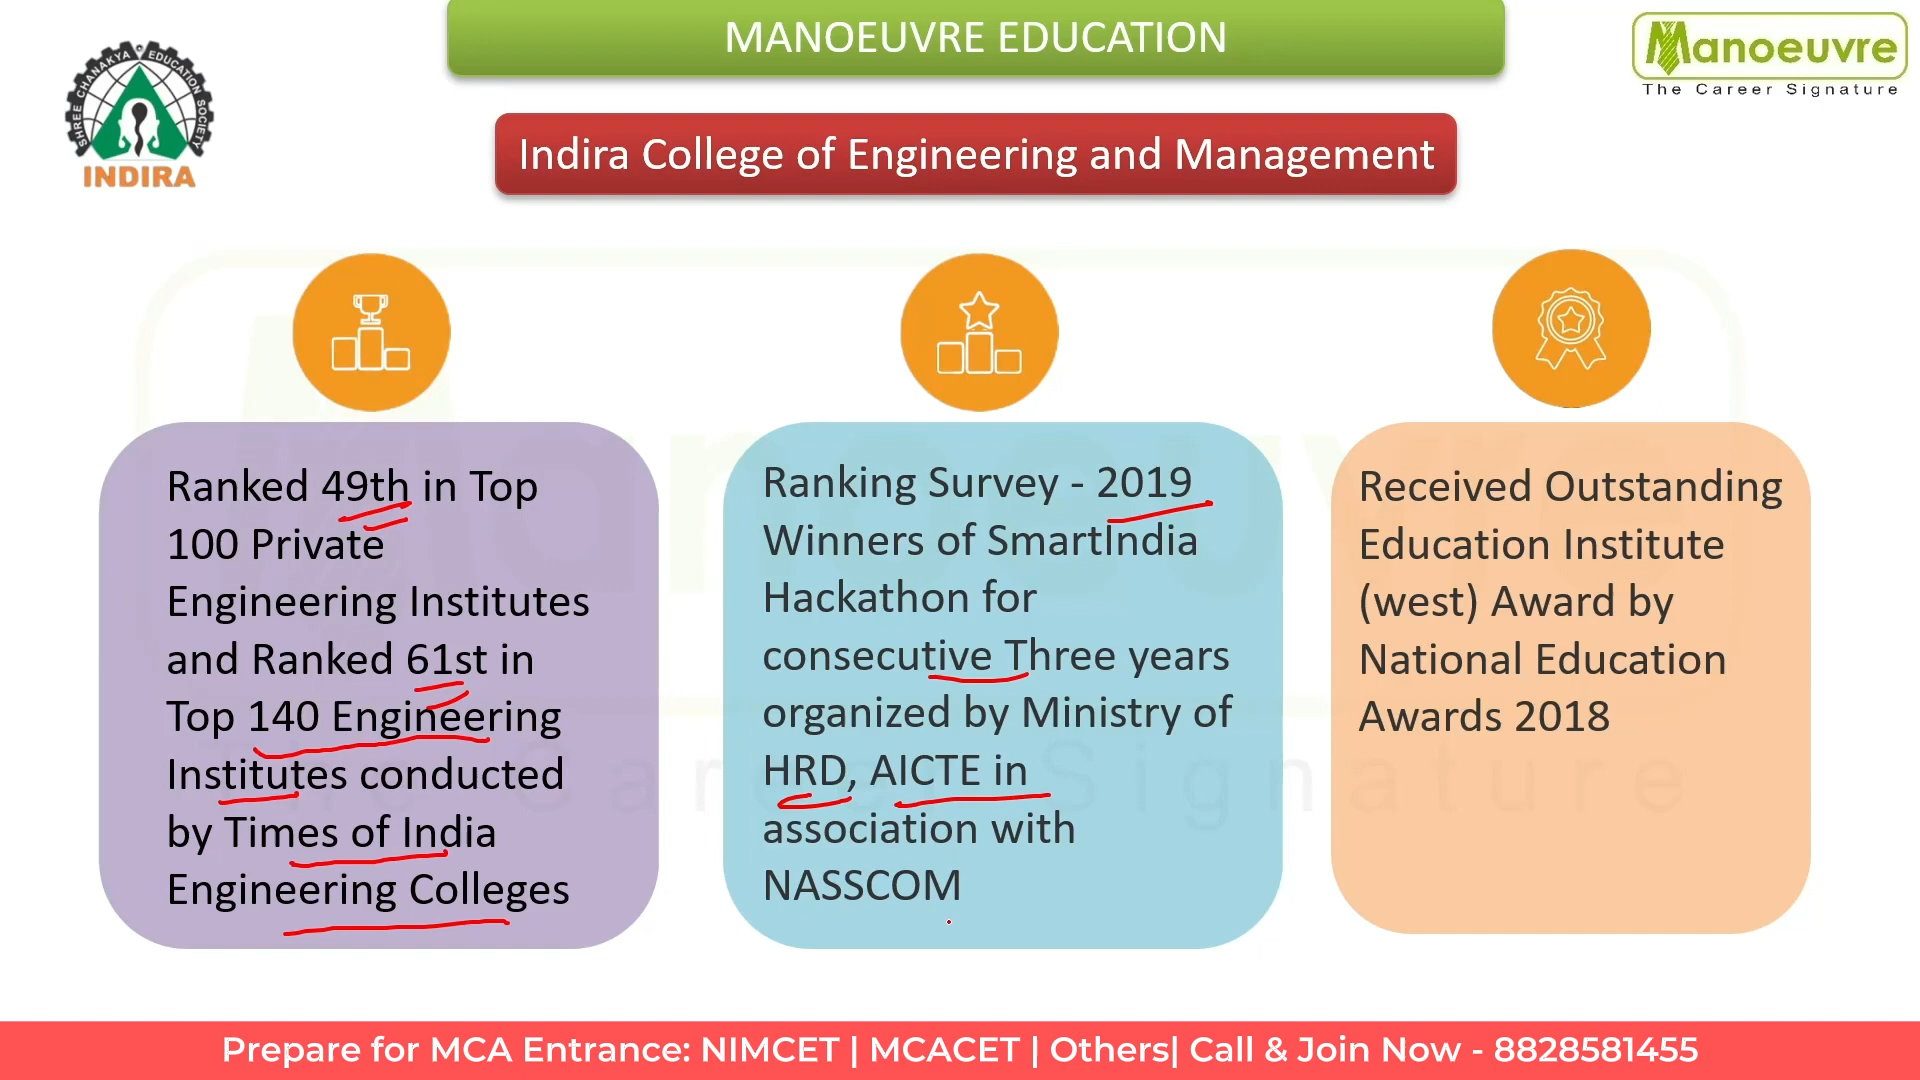 MANOEUVRE EDUCATION
Manoeuvre
The Career Signature
SHREE CHANAKYA EDUCATION SOCIETY
INDIRA
Indira College of Engineering and Management
Ranked 49th in Top
100 Private
Engineering Institutes
and Ranked 61st in
Top 140 Engineering
Institutes conducted
by Times of India
Engineering Colleges
Ranking Survey - 2019
Winners of SmartIndia
Hackathon for
consecutive Three years
organized by Ministry of
HRD, AICTE in
association with
NASSCOM
Received Outstanding
Education Institute
(west) Award by
National Education
Awards 2018
Manoeuvre
The Career Signature
Prepare for MCA Entrance: NIMCET | MCACET | Others| Call & Join Now - 8828581455